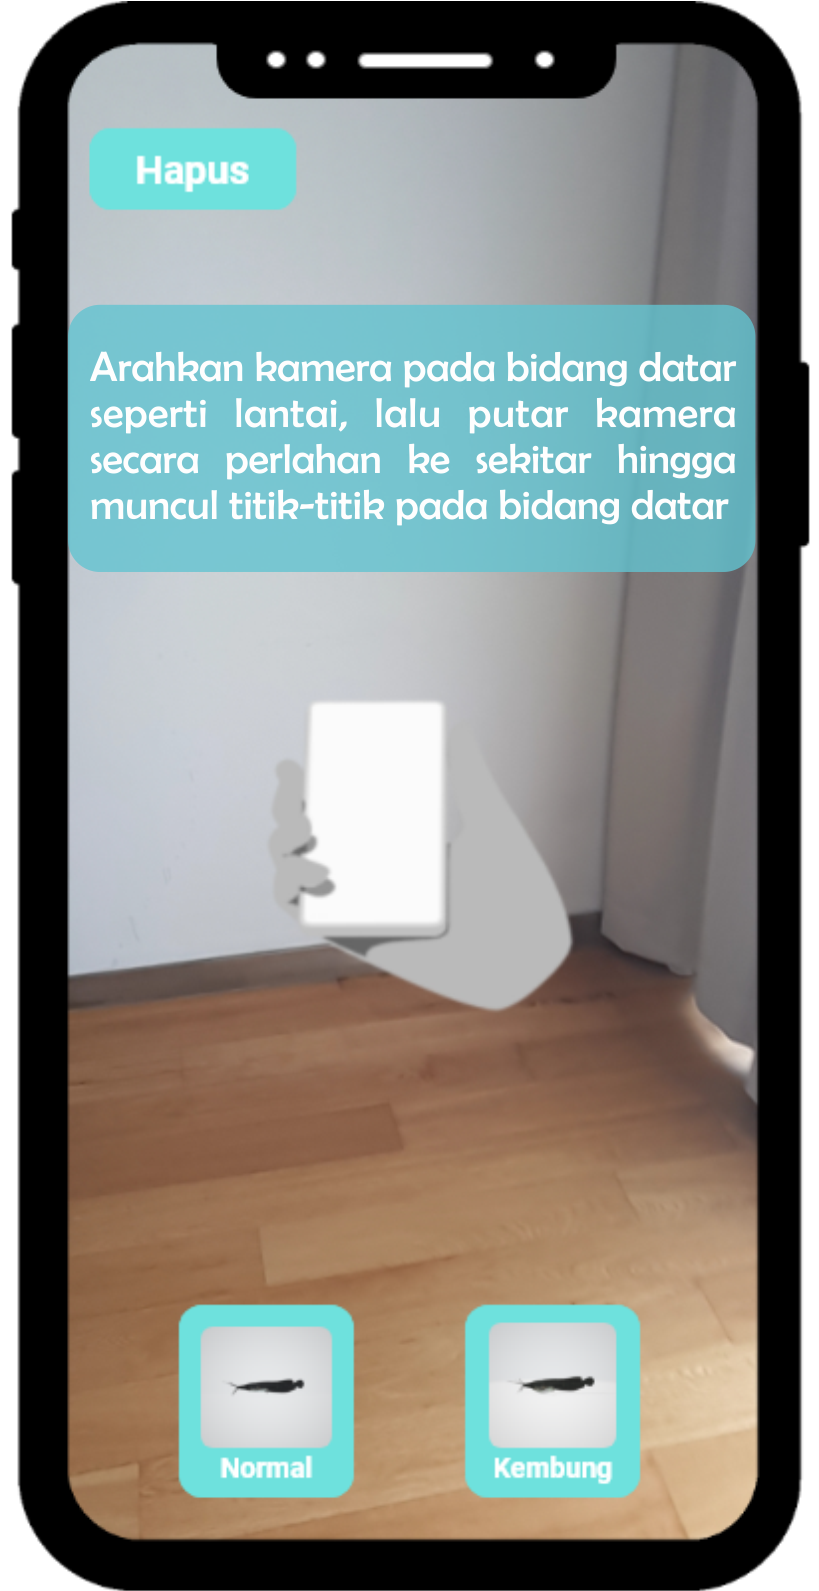 Hapus
Arahkan kamera pada bidang datar
seperti lantai, lalu putar kamera
secara perlahan ke sekitar hingga
muncul titik-titik pada bidang datar
Normal
Kembung